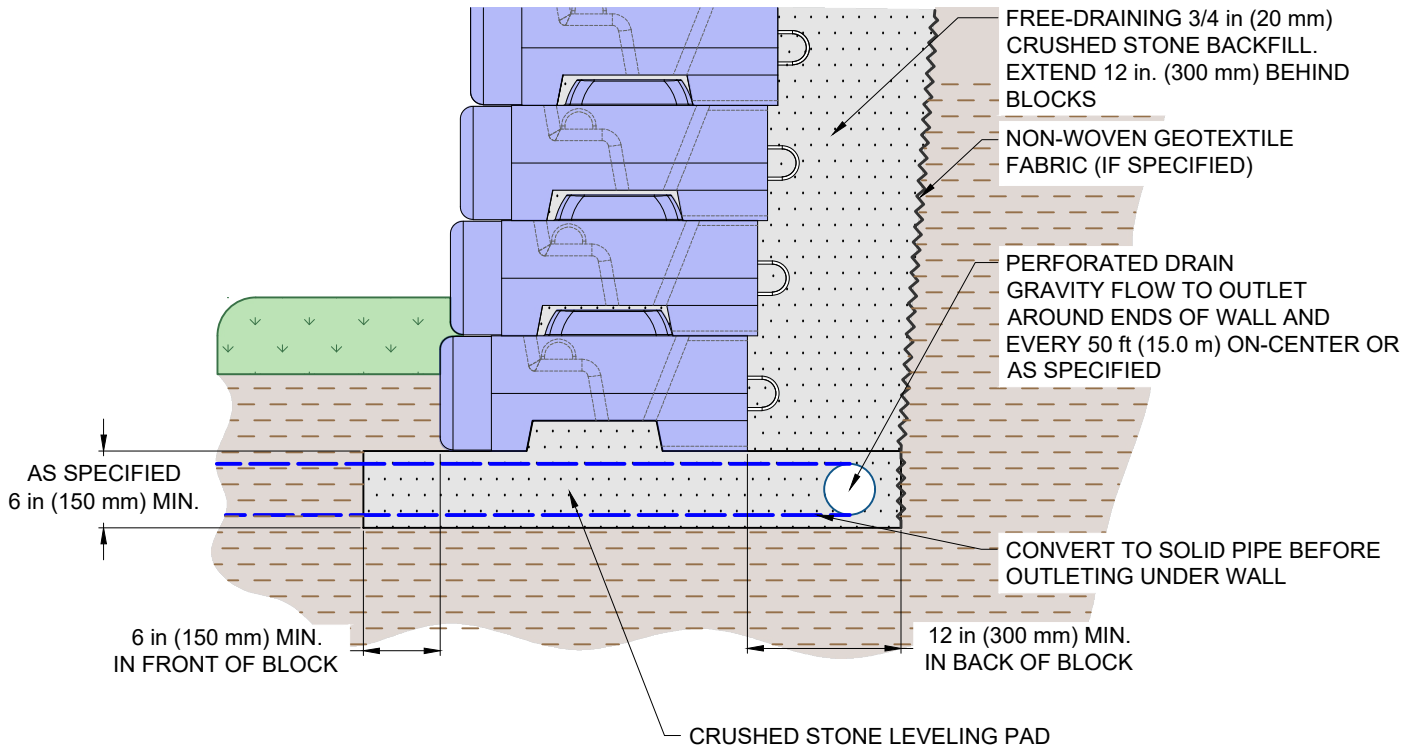 FREE-DRAINING 3/4 in (20 mm)
CRUSHED STONE BACKFILL.
EXTEND 12 in. (300 mm) BEHIND
BLOCKS
NON-WOVEN GEOTEXTILE
FABRIC (IF SPECIFIED)
PERFORATED DRAIN
GRAVITY FLOW TO OUTLET
AROUND ENDS OF WALL AND
EVERY 50 ft (15.0 m) ON-CENTER OR
AS SPECIFIED
AS SPECIFIED
6 in (150 mm) MIN.
CONVERT TO SOLID PIPE BEFORE
OUTLETING UNDER WALL
6 in (150 mm) MIN.
IN FRONT OF BLOCK
12 in (300 mm) MIN.
IN BACK OF BLOCK
CRUSHED STONE LEVELING PAD